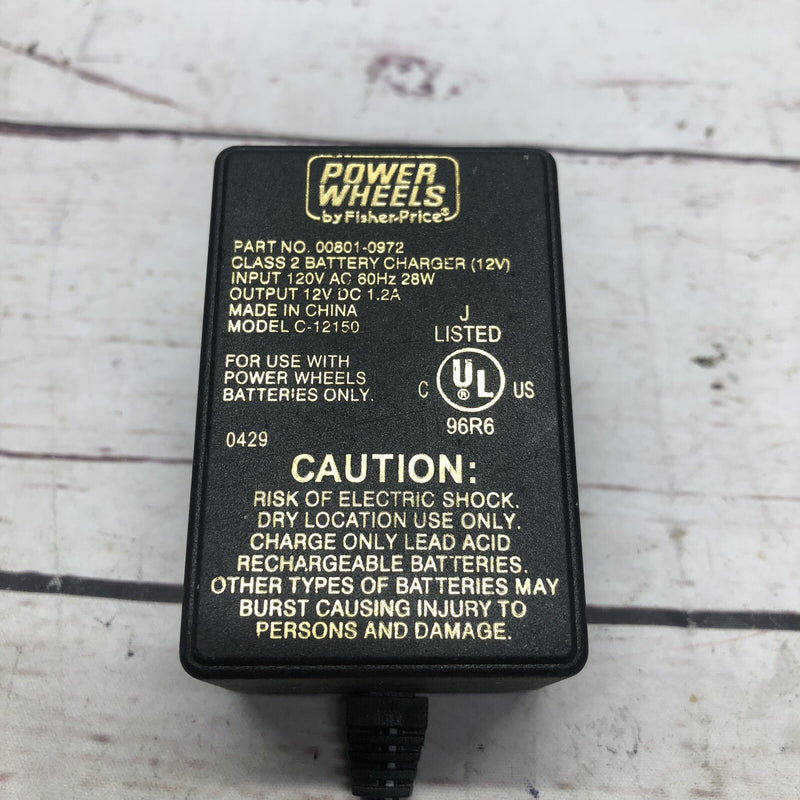 POWER
WHEELS
by Fisher-Price®
PART NO. 00801-0972
CLASS 2 BATTERY CHARGER (12V)
INPUT 120V AC 60Hz 28W
OUTPUT 12V DC 1.2A
MADE IN CHINA
MODEL C-12150
J
LISTED
C UL® US
96R6
FOR USE WITH
POWER WHEELS
BATTERIES ONLY.
0429
CAUTION:
RISK OF ELECTRIC SHOCK.
DRY LOCATION USE ONLY.
CHARGE ONLY LEAD ACID
RECHARGEABLE BATTERIES.
OTHER TYPES OF BATTERIES MAY
BURST CAUSING INJURY TO
PERSONS AND DAMAGE.